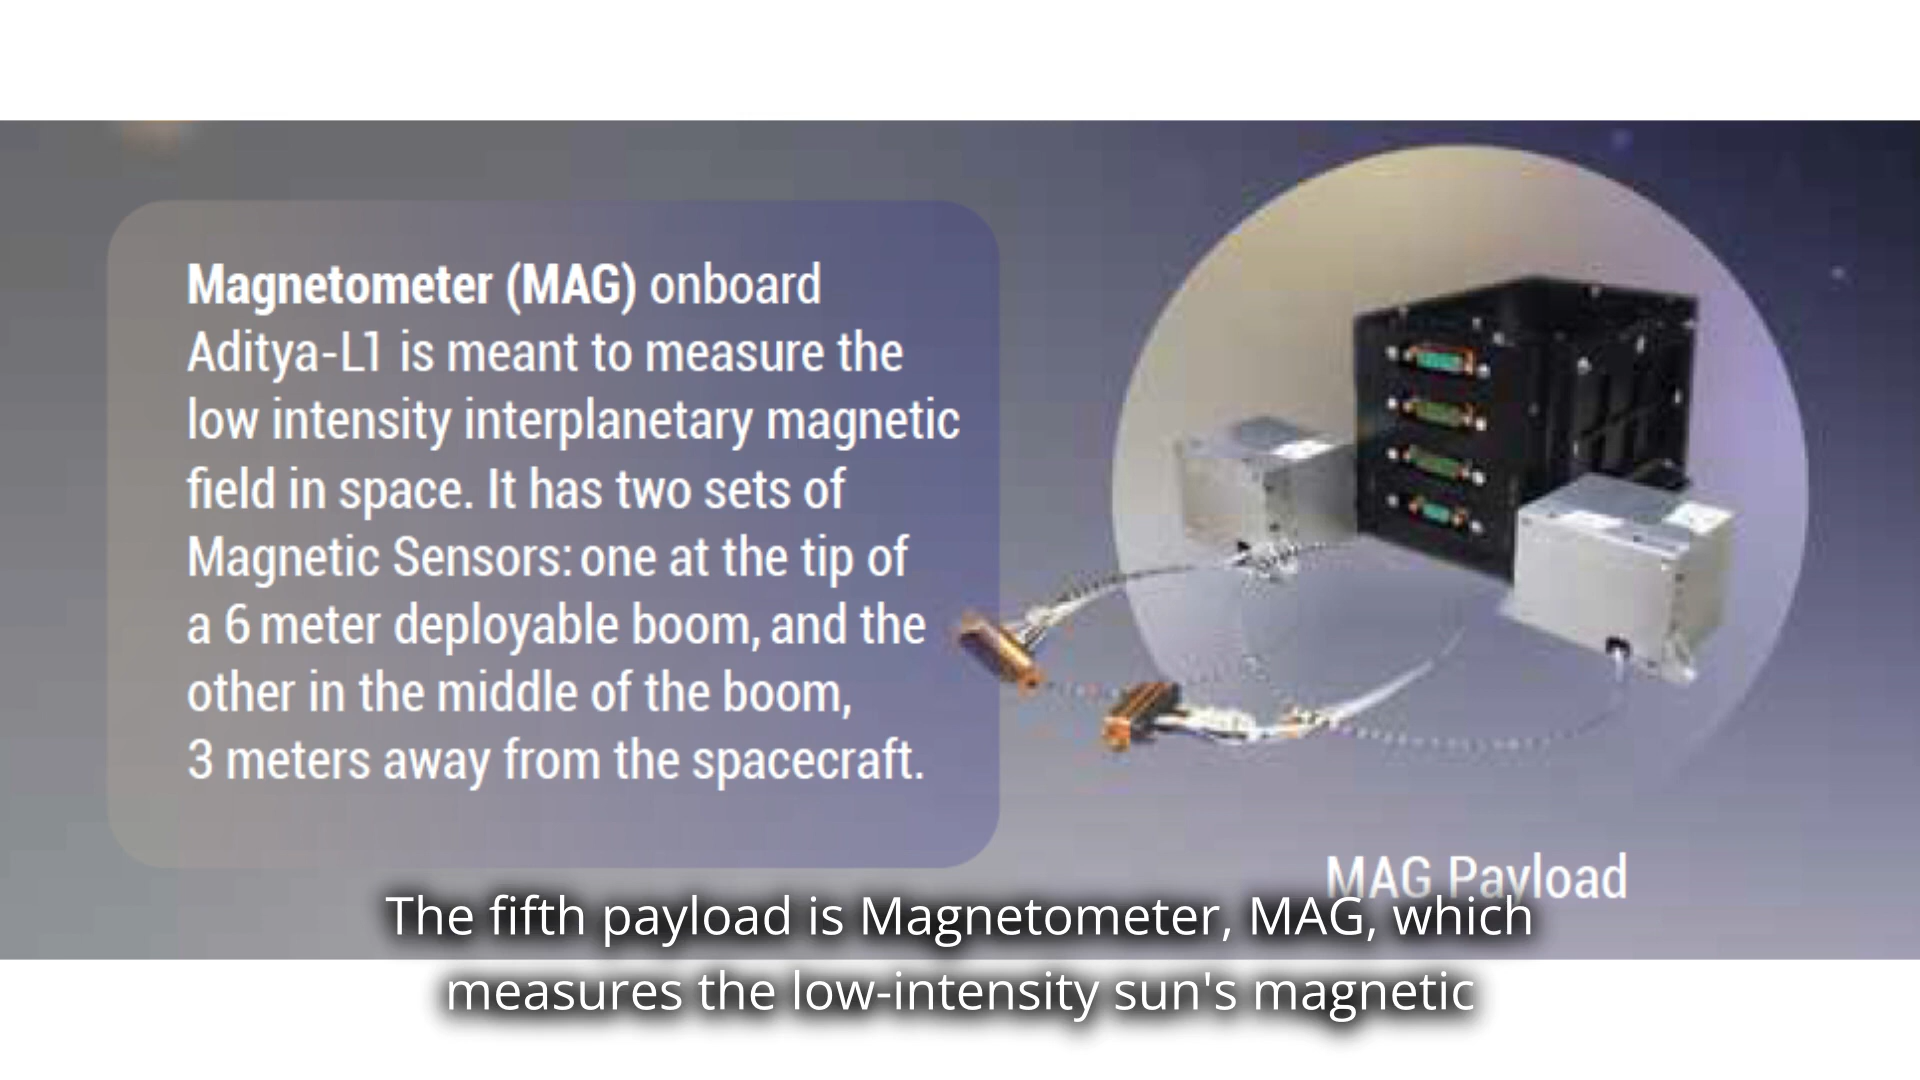 Magnetometer (MAG) onboard
Aditya-L1 is meant to measure the
low intensity interplanetary magnetic
field in space. It has two sets of
Magnetic Sensors: one at the tip of
a 6 meter deployable boom, and the
other in the middle of the boom,
3 meters away from the spacecraft.
MAG Payload
The fifth payload is Magnetometer, MAG, which
measures the low-intensity sun's magnetic